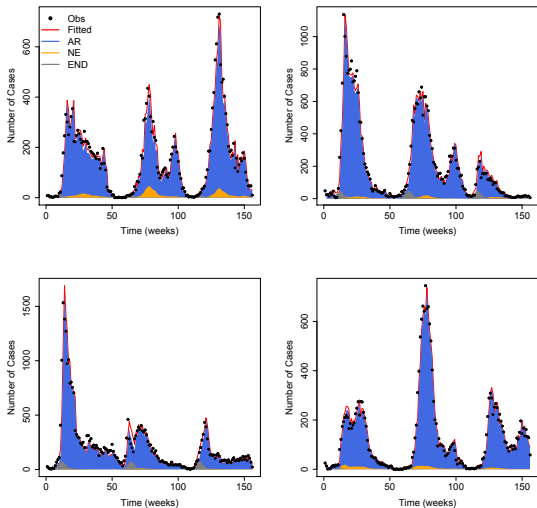 Obs
Fitted
AR
NE
END
Number of Cases
0 200 400 600
0 50 100 150
Time (weeks)
Number of Cases
0 200 400 600 800 1000
0 50 100 150
Time (weeks)
Number of Cases
0 500 1000 1500
0 50 100 150
Time (weeks)
Number of Cases
0 200 400 600 800
0 50 100 150
Time (weeks)